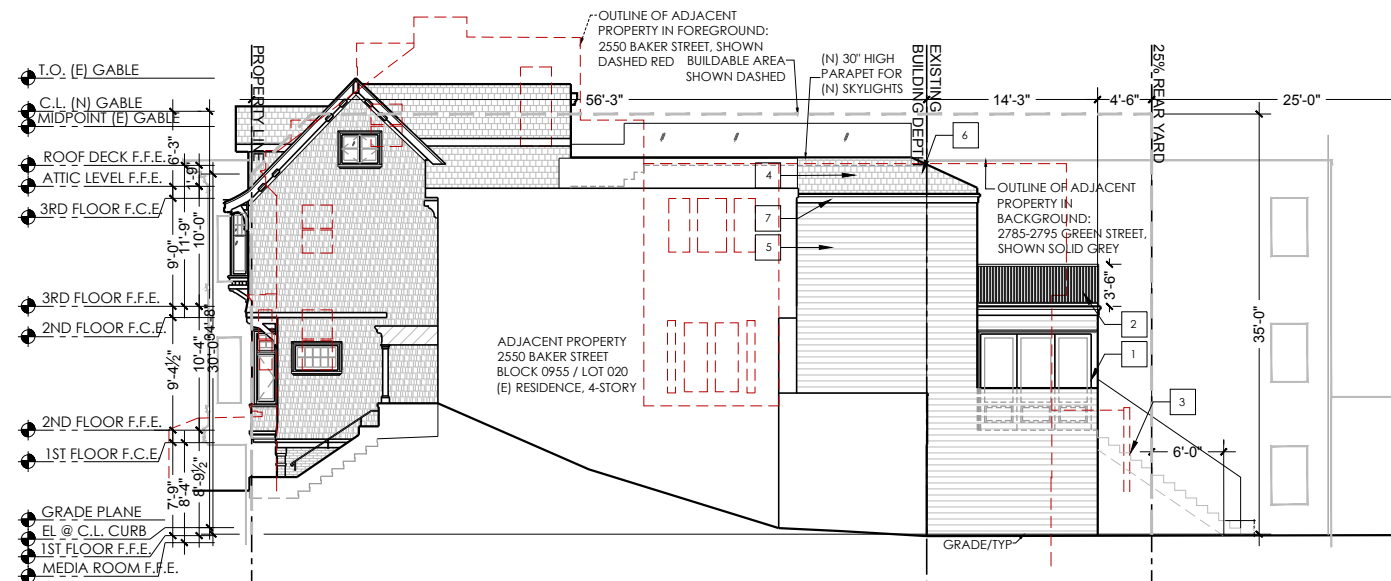 OUTLINE OF ADJACENT
PROPERTY IN FOREGROUND:
2550 BAKER STREET, SHOWN
DASHED RED
BUILDABLE AREA
SHOWN DASHED
(N) 30" HIGH
PARAPET FOR
(N) SKYLIGHTS
PROPERTY LINE
EXISTING
BUILDING DEPTH
25% REAR YARD
56'-3"
14'-3"
4'-6"
25'-0"
T.O. (E) GABLE
C.L. (N) GABLE
MIDPOINT (E) GABLE
ROOF DECK F.F.E.
ATTIC LEVEL F.F.E.
3RD FLOOR F.C.E.
3RD FLOOR F.F.E.
2ND FLOOR F.C.E.
2ND FLOOR F.F.E.
1ST FLOOR F.C.E.
GRADE PLANE
EL @ C.L. CURB
1ST FLOOR F.F.E.
MEDIA ROOM F.F.E.
6'-3"
1'-9"
9'-0"
11'-9"
10'-0"
9'-4½"
30'-0"
34'-8"
10'-4"
7'-9"
8'-4"
8'-9½"
6
4
7
5
OUTLINE OF ADJACENT
PROPERTY IN
BACKGROUND:
2785-2795 GREEN STREET,
SHOWN SOLID GREY
3'-6"
2
1
3
35'-0"
6'-0"
ADJACENT PROPERTY
2550 BAKER STREET
BLOCK 0955 / LOT 020
(E) RESIDENCE, 4-STORY
GRADE/TYP